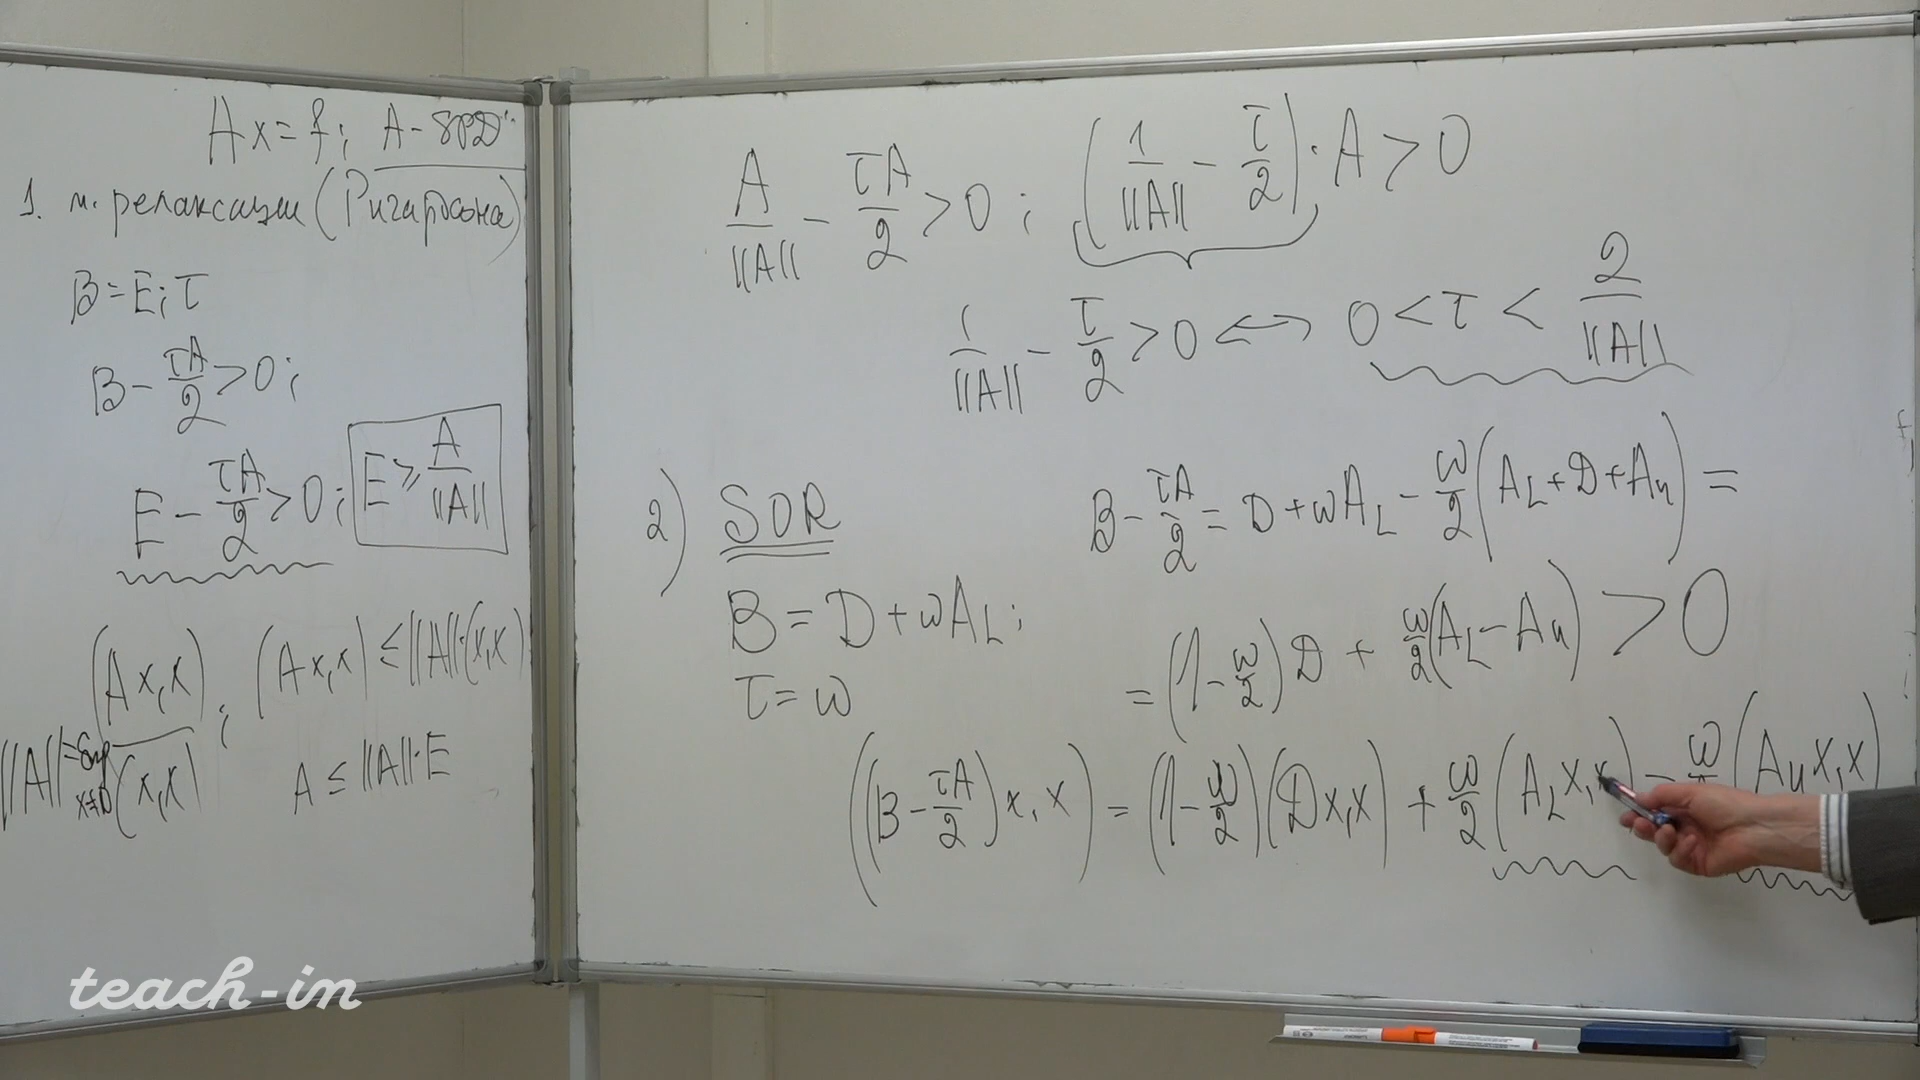 Ax = f; A - SPD
1. м. релаксации (Ричардсона)
B = E; τ
B - τA/2 > 0;
E - τA/2 > 0; E ≥ A/||A||
(Ax,x); (Ax,x) ≤ ||A||·(x,x)
||A|| = sup x≠0 (x,x) A ≤ ||A||·E
A/||A|| - τA/2 > 0; (1/||A|| - τ/2)·A > 0
1/||A|| - τ/2 > 0 <-> 0 < τ < 2/||A||
2) SOR
B = D + ωA_L;
τ = ω
B - τA/2 = D + ωA_L - ω/2 (A_L + D + A_u) =
= (1 - ω/2) D + ω/2 (A_L - A_u) > 0
((B - τA/2)x,x) = (1 - ω/2)(Dx,x) + ω/2 (A_L x,x) - ω (A_u x,x)
teach-in